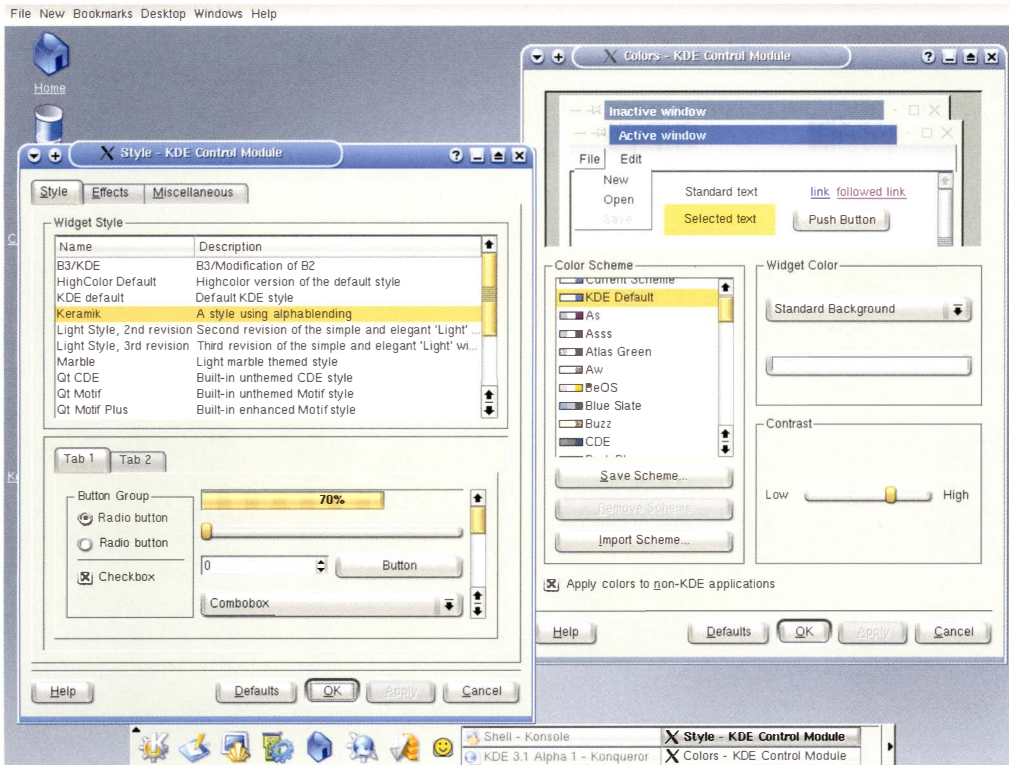 File New Bookmarks Desktop Windows Help
Home
Style - KDE Control Module
Style Effects Miscellaneous
Widget Style
Name Description
B3/KDE B3/Modification of B2
HighColor Default Highcolor version of the default style
KDE default Default KDE style
Keramik A style using alphablending
Light Style, 2nd revision Second revision of the simple and elegant 'Light' ...
Light Style, 3rd revision Third revision of the simple and elegant 'Light' wi...
Marble Light marble themed style
Qt CDE Built-in unthemed CDE style
Qt Motif Built-in unthemed Motif style
Qt Motif Plus Built-in enhanced Motif style
Tab 1 Tab 2
Button Group
Radio button
Radio button
Checkbox
70%
0
Button
Combobox
Help Defaults OK Apply Cancel
Colors - KDE Control Module
Inactive window
Active window
File Edit
New
Open
Save
Standard text link followed link
Selected text Push Button
Color Scheme
Current Scheme
KDE Default
As
Asss
Atlas Green
Aw
BeOS
Blue Slate
Buzz
CDE
Save Scheme...
Remove Scheme
Import Scheme...
Widget Color
Standard Background
Contrast
Low High
Apply colors to non-KDE applications
Help Defaults OK Apply Cancel
Shell - Konsole
Style - KDE Control Module
KDE 3.1 Alpha 1 - Konqueror
Colors - KDE Control Module